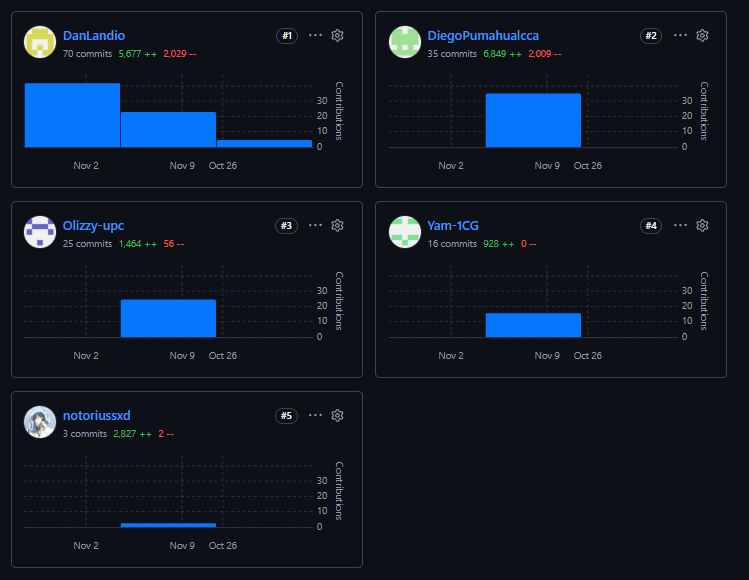 DanLandio #1 ···
70 commits 5,677 ++ 2,029 --
30
20
10
0
Contributions
Nov 2 Nov 9 Oct 26
DiegoPumahualcca #2 ···
35 commits 6,849 ++ 2,009 --
30
20
10
0
Contributions
Nov 2 Nov 9 Oct 26
Olizzy-upc #3 ···
25 commits 1,464 ++ 56 --
30
20
10
0
Contributions
Nov 2 Nov 9 Oct 26
Yam-1CG #4 ···
16 commits 928 ++ 0 --
30
20
10
0
Contributions
Nov 2 Nov 9 Oct 26
notoriussxd #5 ···
3 commits 2,827 ++ 2 --
30
20
10
0
Contributions
Nov 2 Nov 9 Oct 26